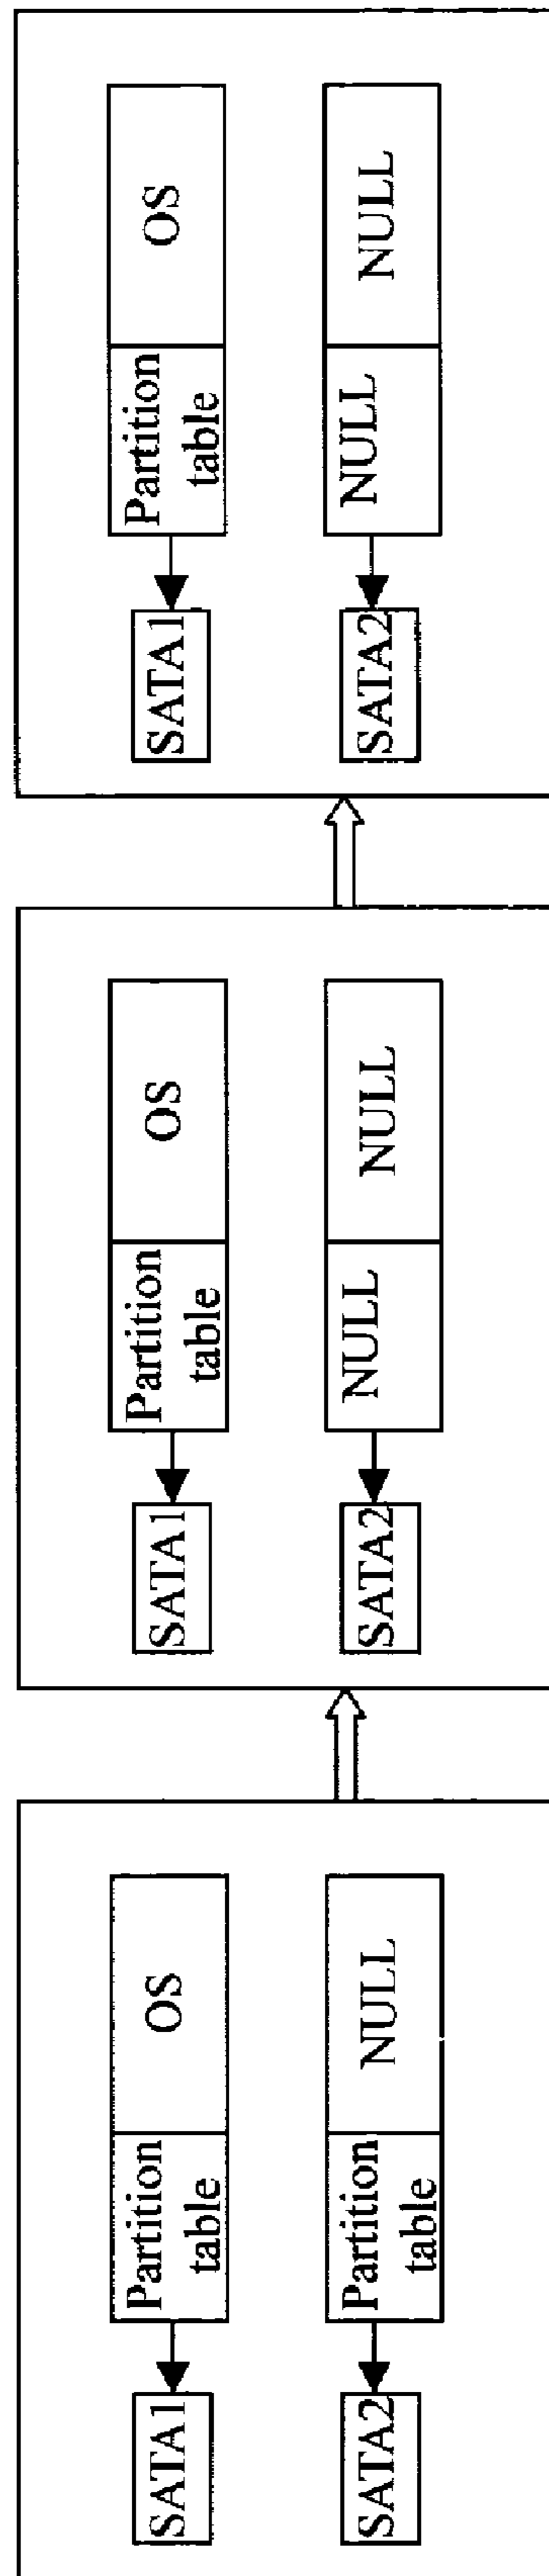 SATA1
Partition
table
OS
SATA2
Partition
table
NULL
SATA1
Partition
table
OS
SATA2
NULL
NULL
SATA1
Partition
table
OS
SATA2
NULL
NULL